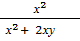 x²
x² + 2xy